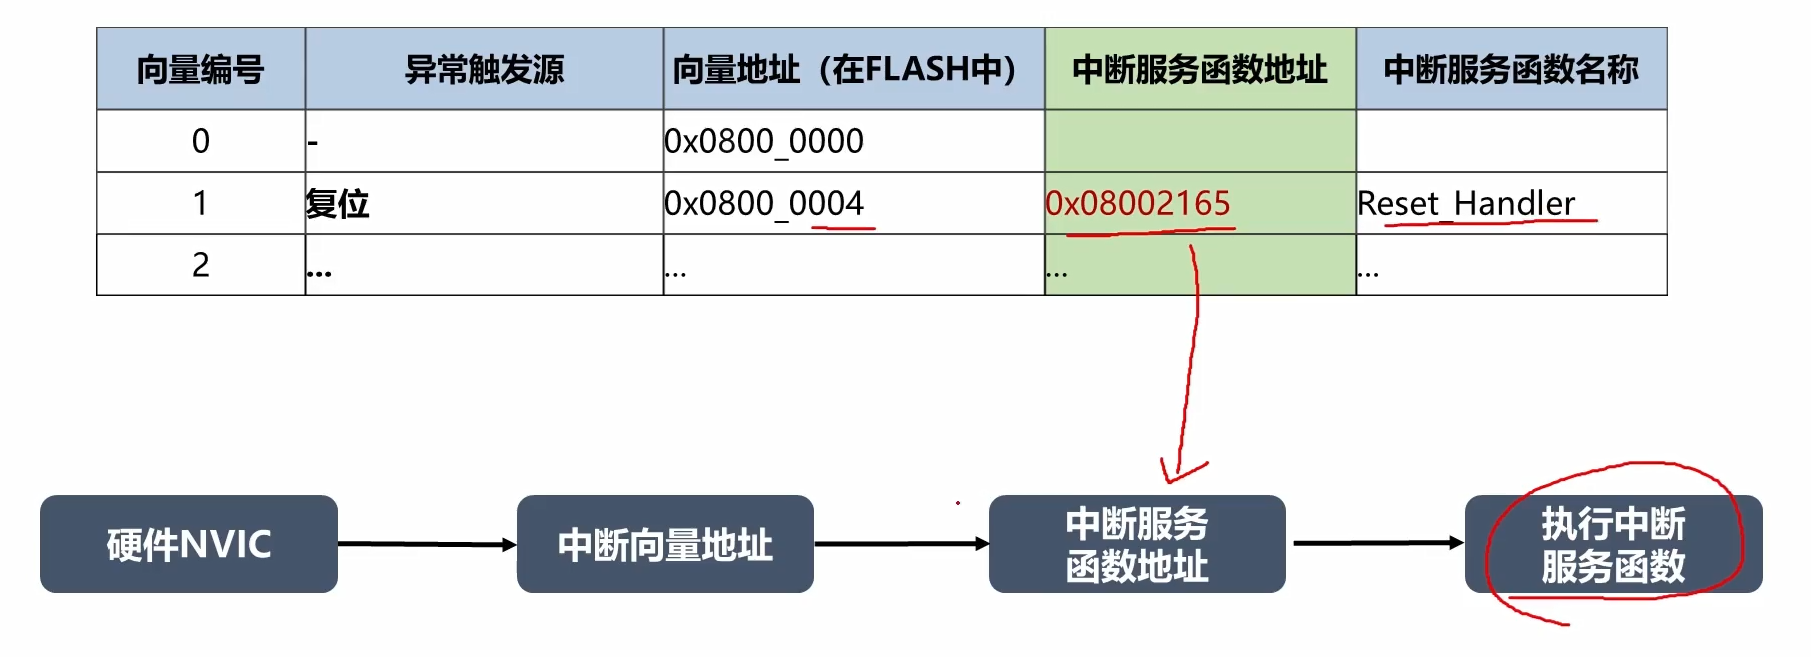 向量编号 异常触发源 向量地址（在FLASH中） 中断服务函数地址 中断服务函数名称
0 - 0x0800_0000
1 复位 0x0800_0004 0x08002165 Reset_Handler
2 ... ... ... ...
硬件NVIC 中断向量地址 中断服务 执行中断
函数地址 服务函数